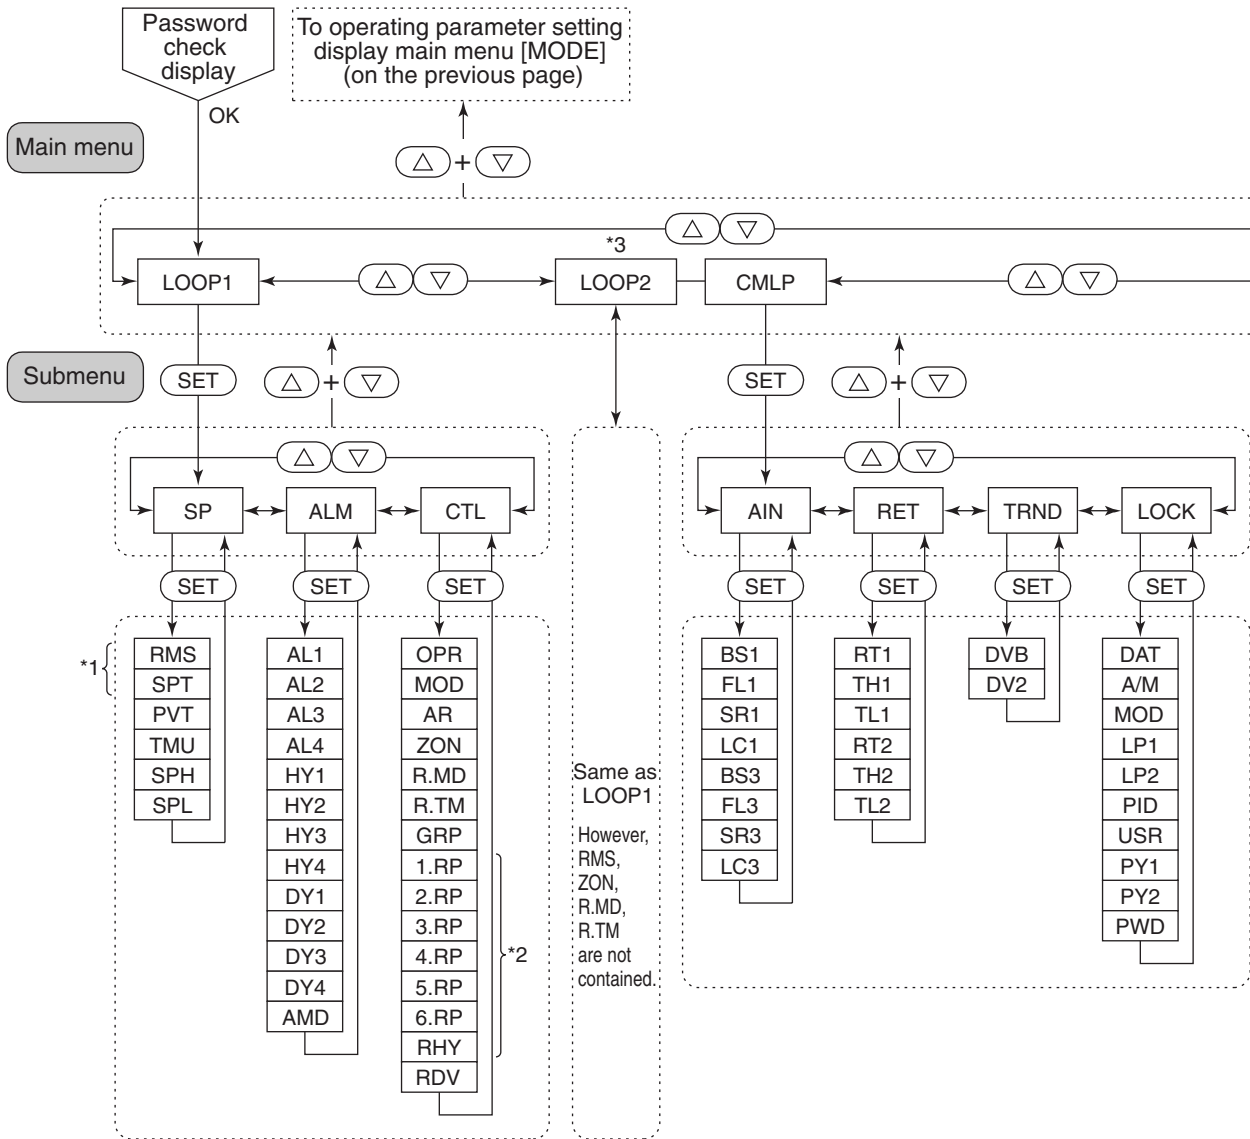 Password
check
display
To operating parameter setting
display main menu [MODE]
(on the previous page)
OK
Main menu
+
*3
LOOP1
LOOP2
CMLP
Submenu
SET
+
SET
+
SP
ALM
CTL
AIN
RET
TRND
LOCK
SET
SET
SET
SET
SET
SET
SET
*1
RMS
SPT
PVT
TMU
SPH
SPL
AL1
AL2
AL3
AL4
HY1
HY2
HY3
HY4
DY1
DY2
DY3
DY4
AMD
OPR
MOD
AR
ZON
R.MD
R.TM
GRP
1.RP
2.RP
3.RP
4.RP
5.RP
6.RP
RHY
RDV
*2
Same as
LOOP1
However,
RMS,
ZON,
R.MD,
R.TM
are not
contained.
BS1
FL1
SR1
LC1
BS3
FL3
SR3
LC3
RT1
TH1
TL1
RT2
TH2
TL2
DVB
DV2
DAT
A/M
MOD
LP1
LP2
PID
USR
PY1
PY2
PWD